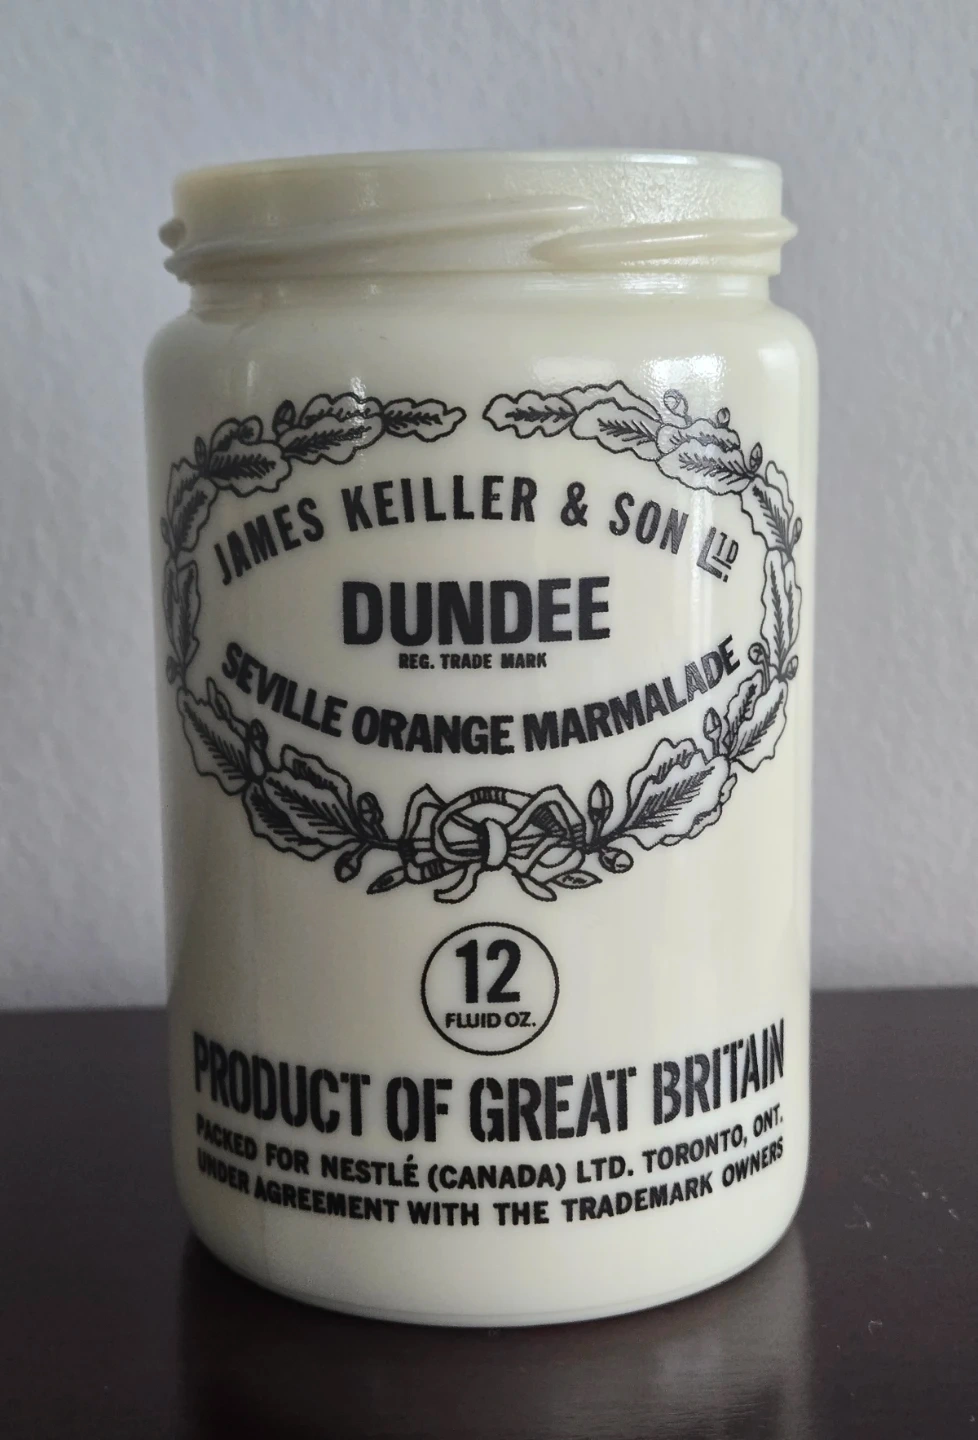 JAMES KEILLER & SON LTD
DUNDEE
REG. TRADE MARK
SEVILLE ORANGE MARMALADE
12
FLUID OZ.
PRODUCT OF GREAT BRITAIN
PACKED FOR NESTLÉ (CANADA) LTD. TORONTO, ONT.
UNDER AGREEMENT WITH THE TRADEMARK OWNERS